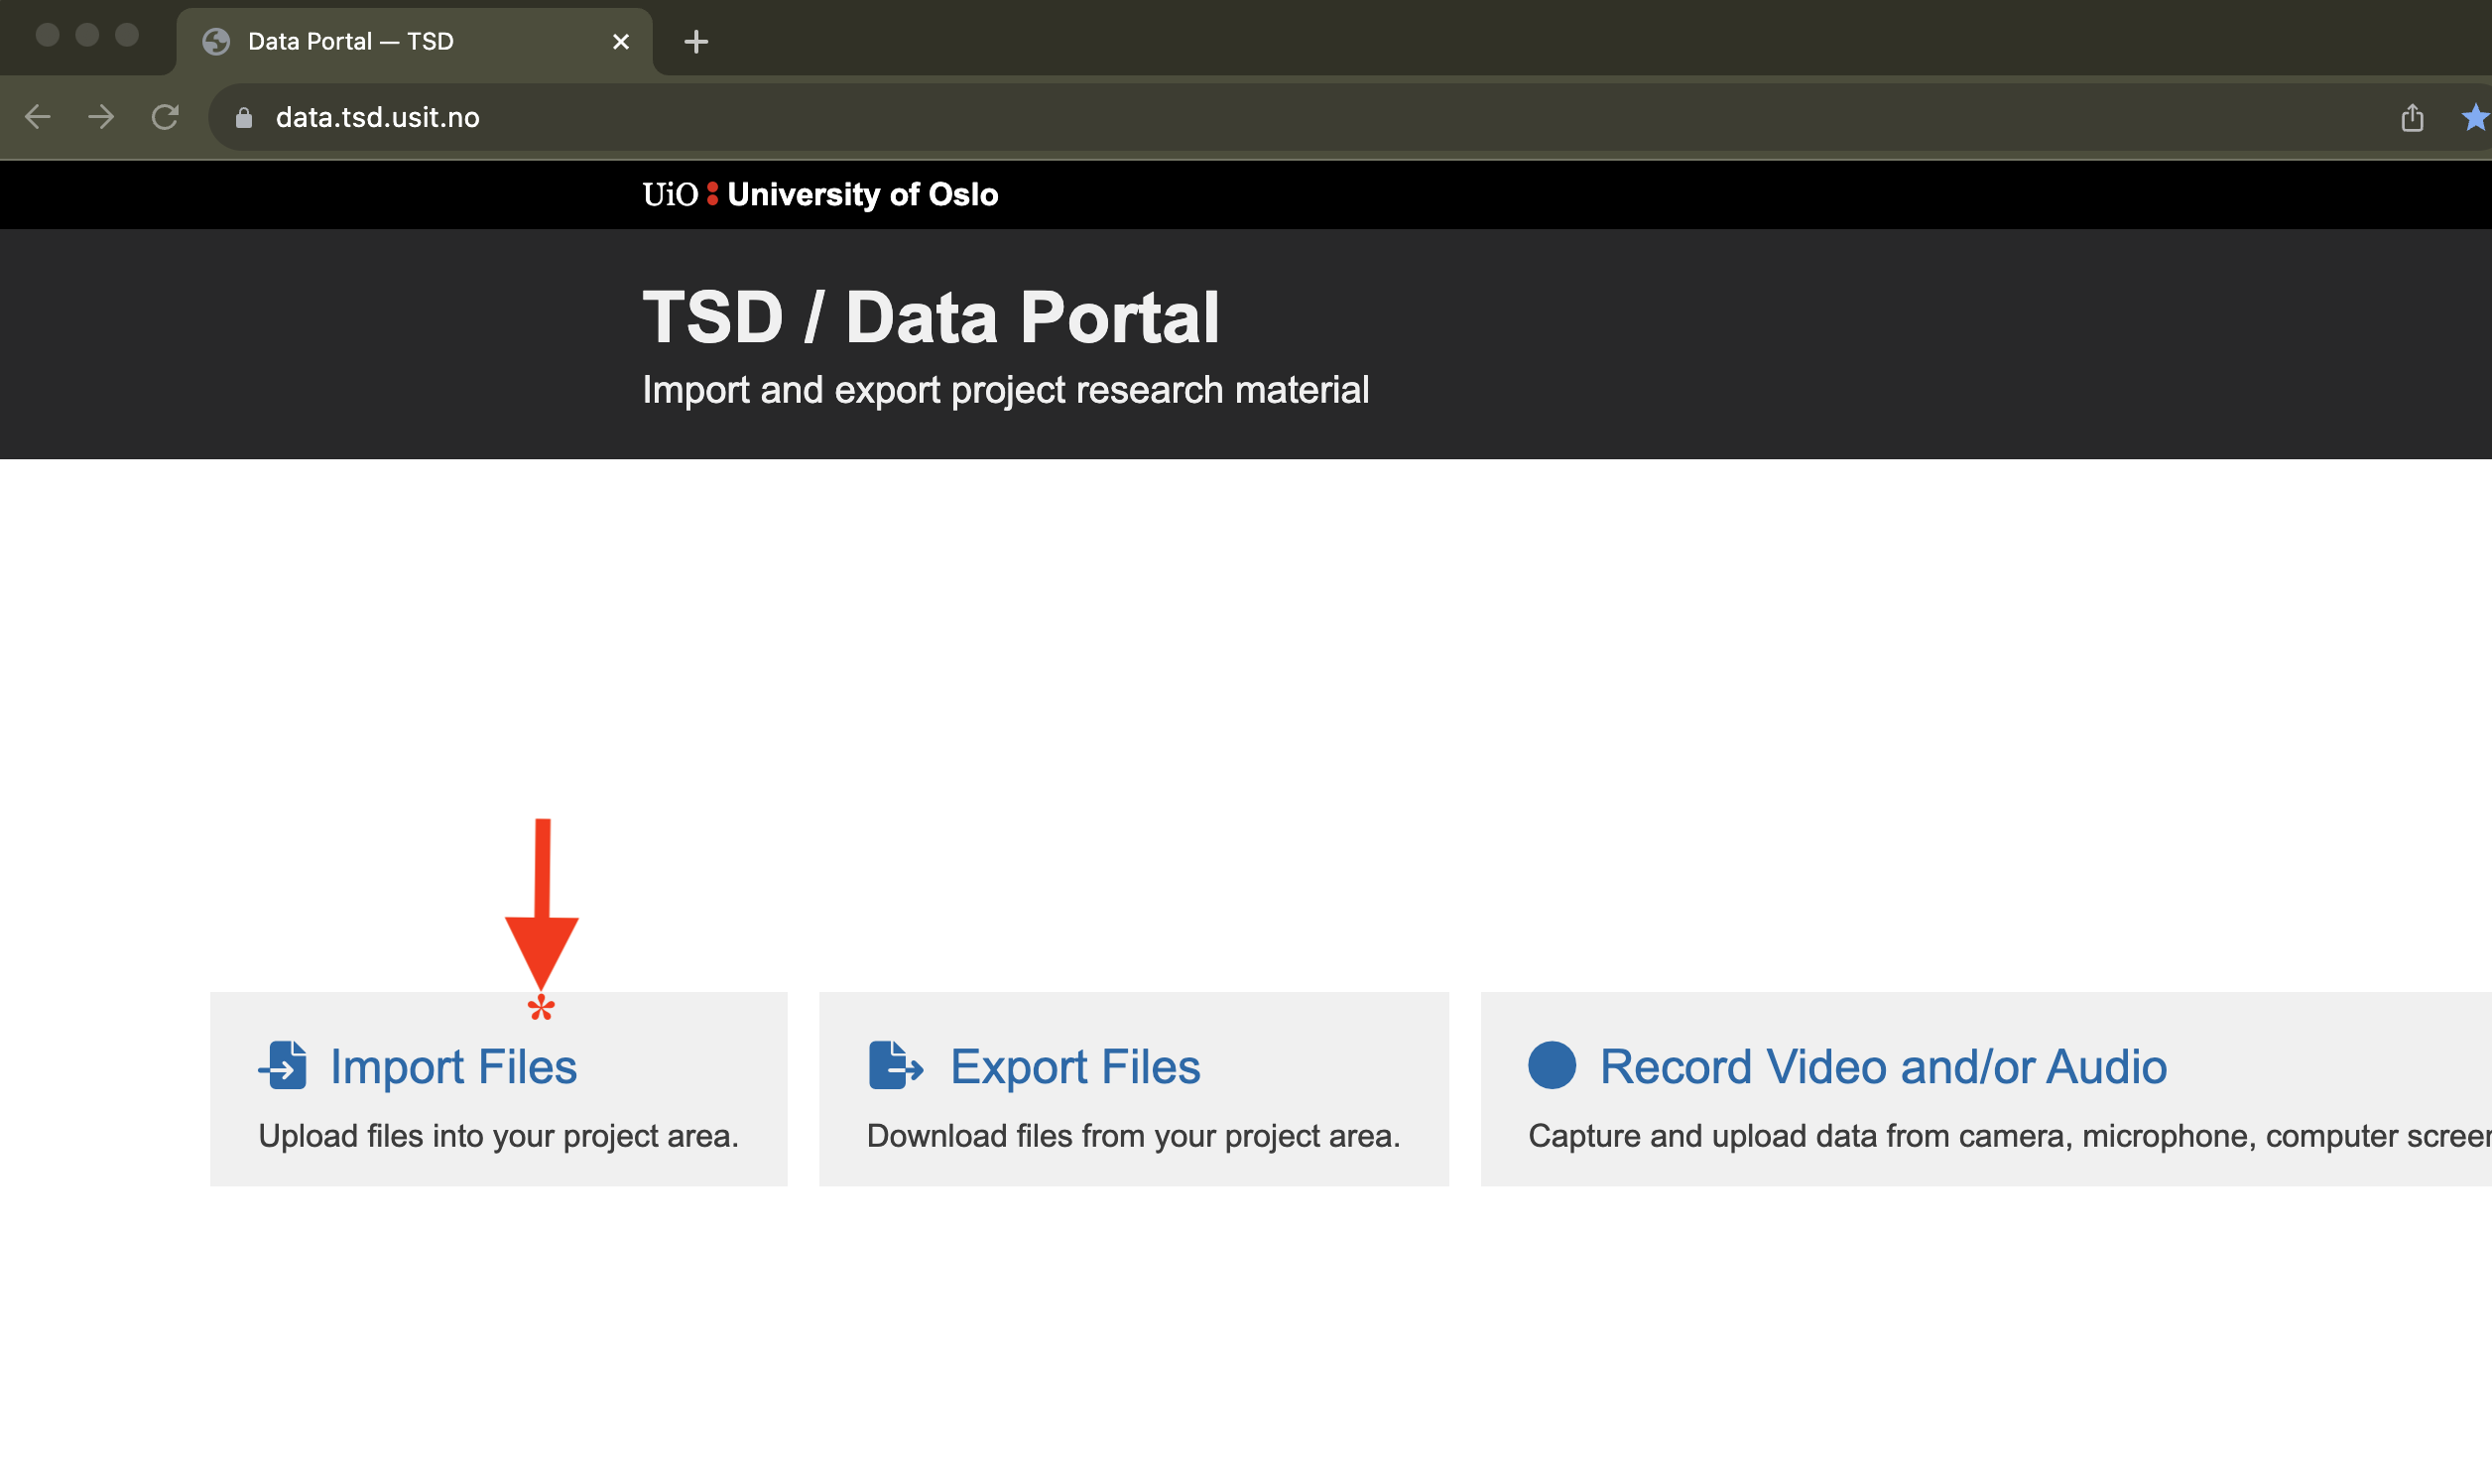 Data Portal — TSD
data.tsd.usit.no
UiO : University of Oslo
TSD / Data Portal
Import and export project research material
*
Import Files
Upload files into your project area.
Export Files
Download files from your project area.
Record Video and/or Audio
Capture and upload data from camera, microphone, computer